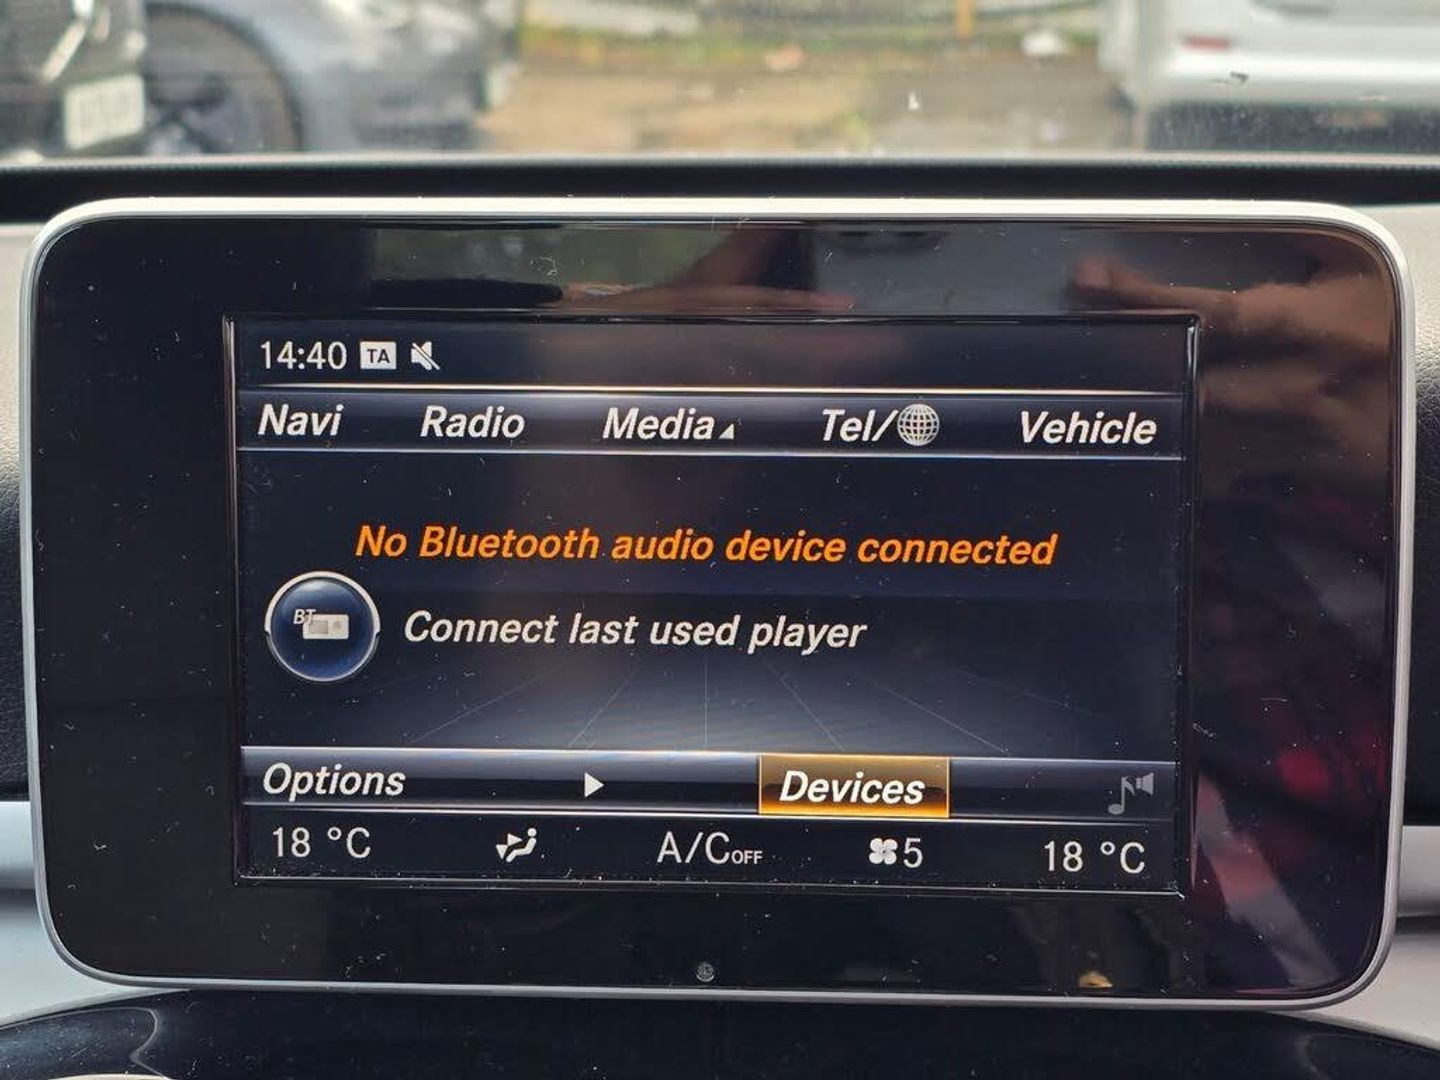 14:40 TA
Navi Radio Media Tel/ Vehicle
No Bluetooth audio device connected
BT
Connect last used player
Options Devices
18 °C A/C OFF 5 18 °C